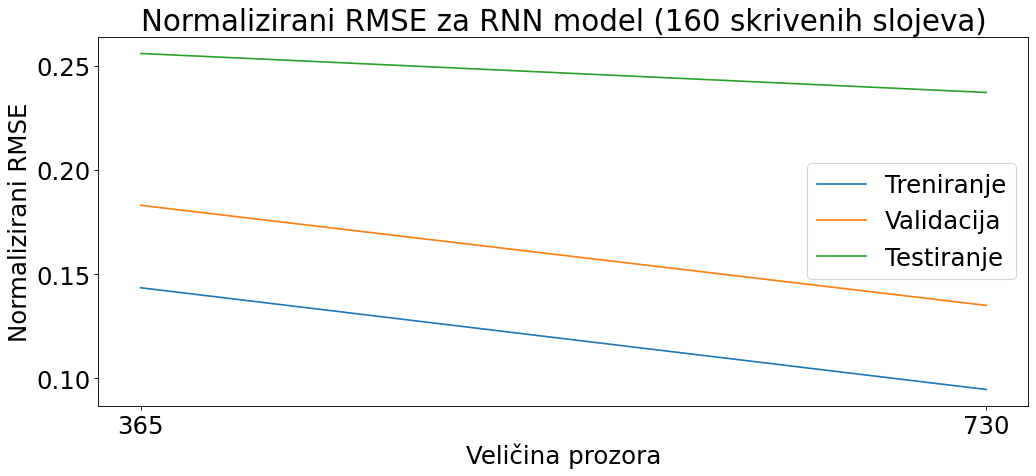 Normalizirani RMSE za RNN model (160 skrivenih slojeva)
Normalizirani RMSE
0.25
0.20
0.15
0.10
Treniranje
Validacija
Testiranje
365
730
Veličina prozora